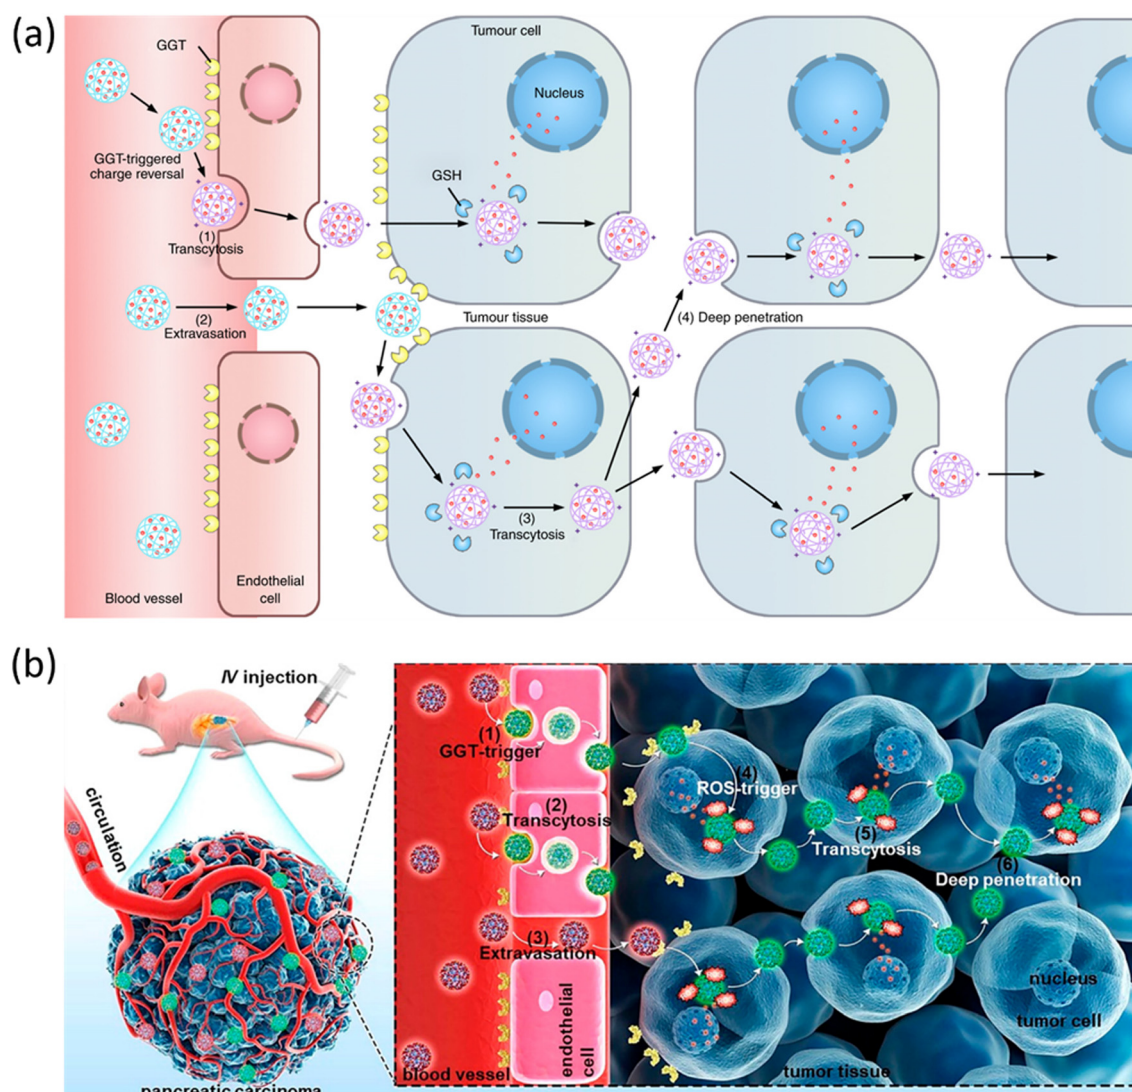 (a)
GGT
Tumour cell
Nucleus
GGT-triggered
charge reversal
GSH
(1)
Transcytosis
(2)
Extravasation
Tumour tissue
(4) Deep penetration
(3)
Transcytosis
Blood vessel
Endothelial
cell
(b)
IV injection
circulation
pancreatic carcinoma
(1)
GGT-trigger
(2)
Transcytosis
(3)
Extravasation
(4)
ROS-trigger
(5)
Transcytosis
(6)
Deep penetration
nucleus
tumor cell
endothelial
cell
blood vessel
tumor tissue